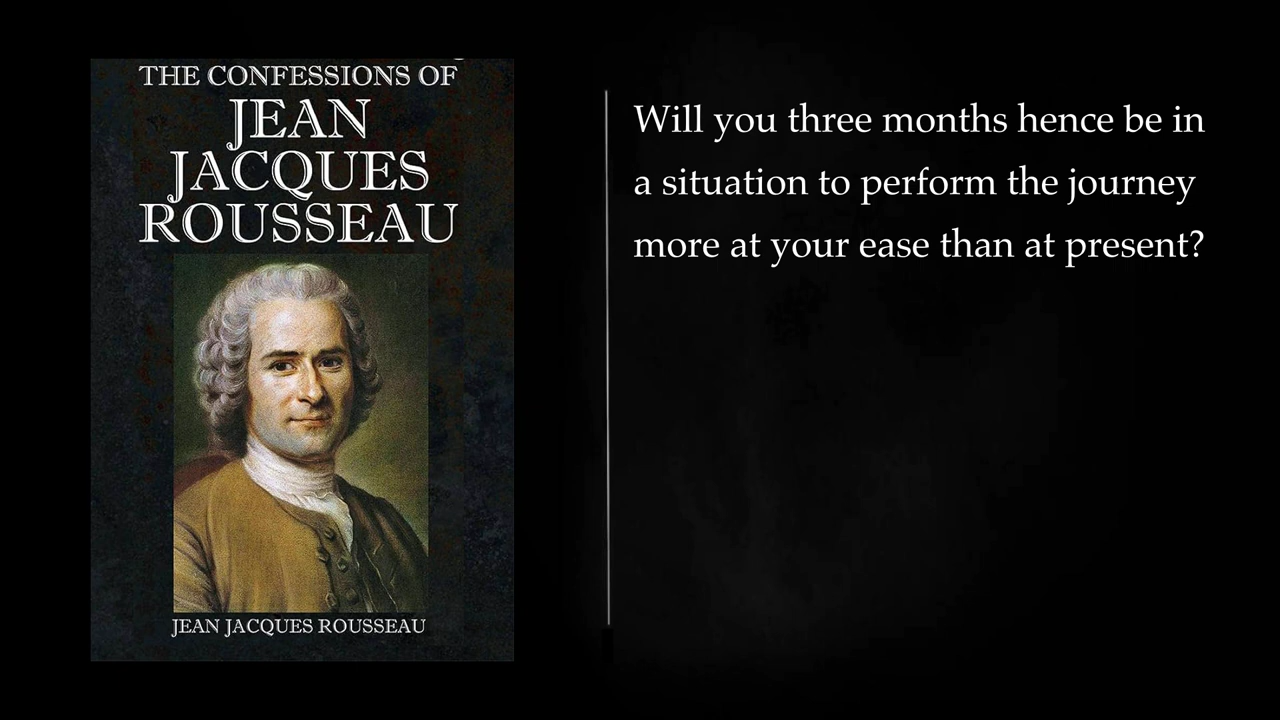 THE CONFESSIONS OF
JEAN
JACQUES
ROUSSEAU
JEAN JACQUES ROUSSEAU
Will you three months hence be in
a situation to perform the journey
more at your ease than at present?